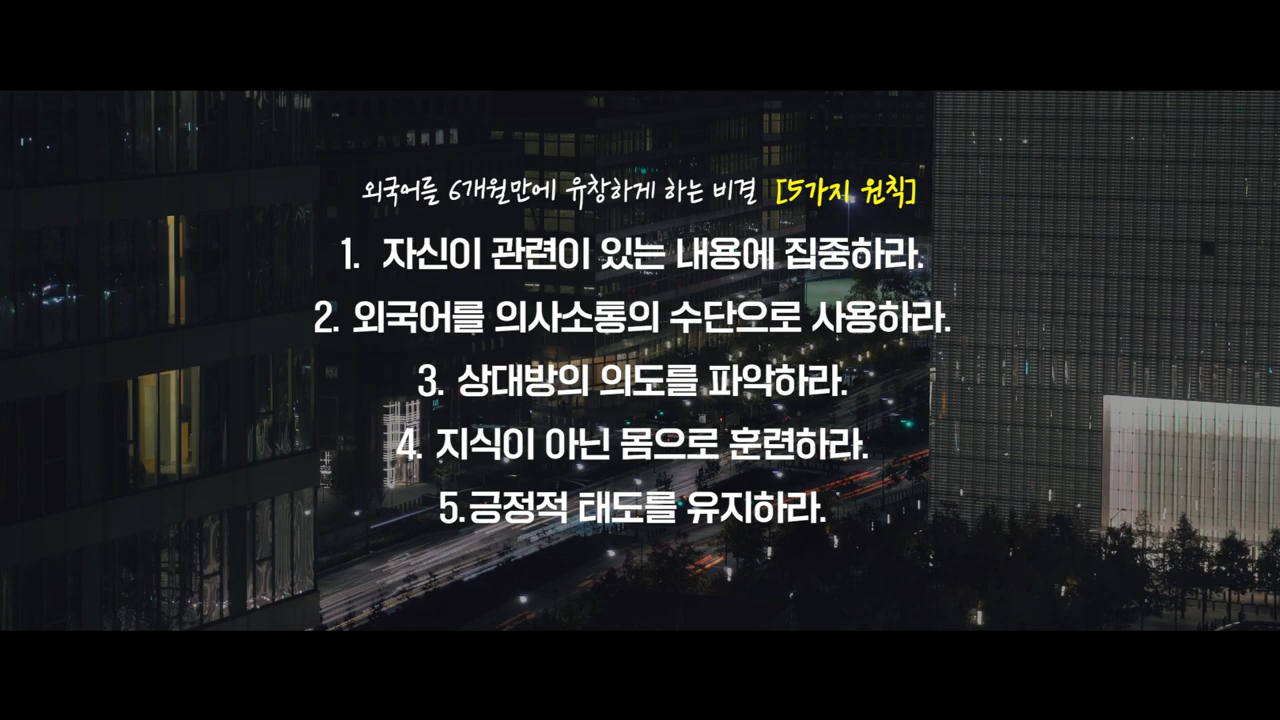 외국어를 6개월만에 유창하게 하는 비결 [5가지 원칙]
1. 자신이 관련이 있는 내용에 집중하라.
2. 외국어를 의사소통의 수단으로 사용하라.
3. 상대방의 의도를 파악하라.
4. 지식이 아닌 몸으로 훈련하라.
5.긍정적 태도를 유지하라.